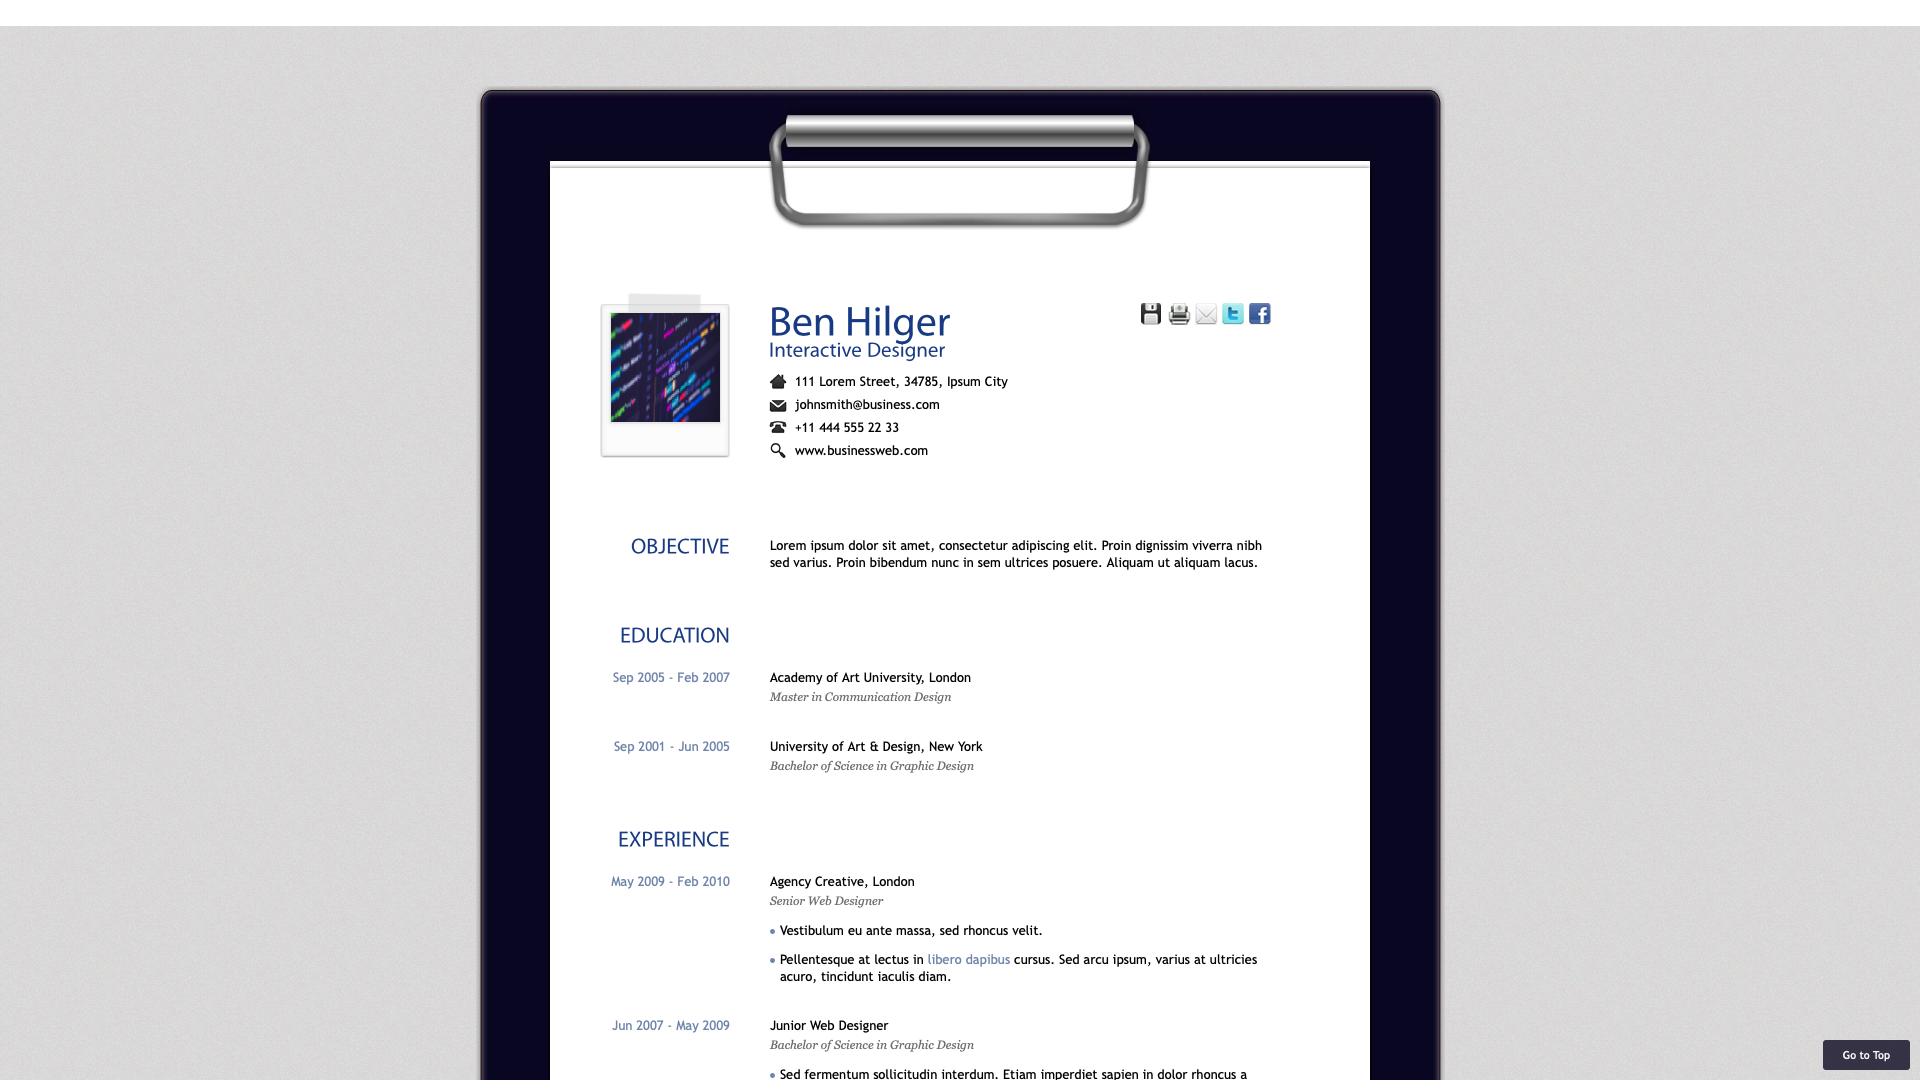 Ben Hilger
Interactive Designer
111 Lorem Street, 34785, Ipsum City
johnsmith@business.com
+11 444 555 22 33
www.businessweb.com
OBJECTIVE
Lorem ipsum dolor sit amet, consectetur adipiscing elit. Proin dignissim viverra nibh
sed varius. Proin bibendum nunc in sem ultrices posuere. Aliquam ut aliquam lacus.
EDUCATION
Sep 2005 - Feb 2007
Academy of Art University, London
Master in Communication Design
Sep 2001 - Jun 2005
University of Art & Design, New York
Bachelor of Science in Graphic Design
EXPERIENCE
May 2009 - Feb 2010
Agency Creative, London
Senior Web Designer
• Vestibulum eu ante massa, sed rhoncus velit.
• Pellentesque at lectus in libero dapibus cursus. Sed arcu ipsum, varius at ultricies
acuro, tincidunt iaculis diam.
Jun 2007 - May 2009
Junior Web Designer
Bachelor of Science in Graphic Design
• Sed fermentum sollicitudin interdum. Etiam imperdiet sapien in dolor rhoncus a
Go to Top